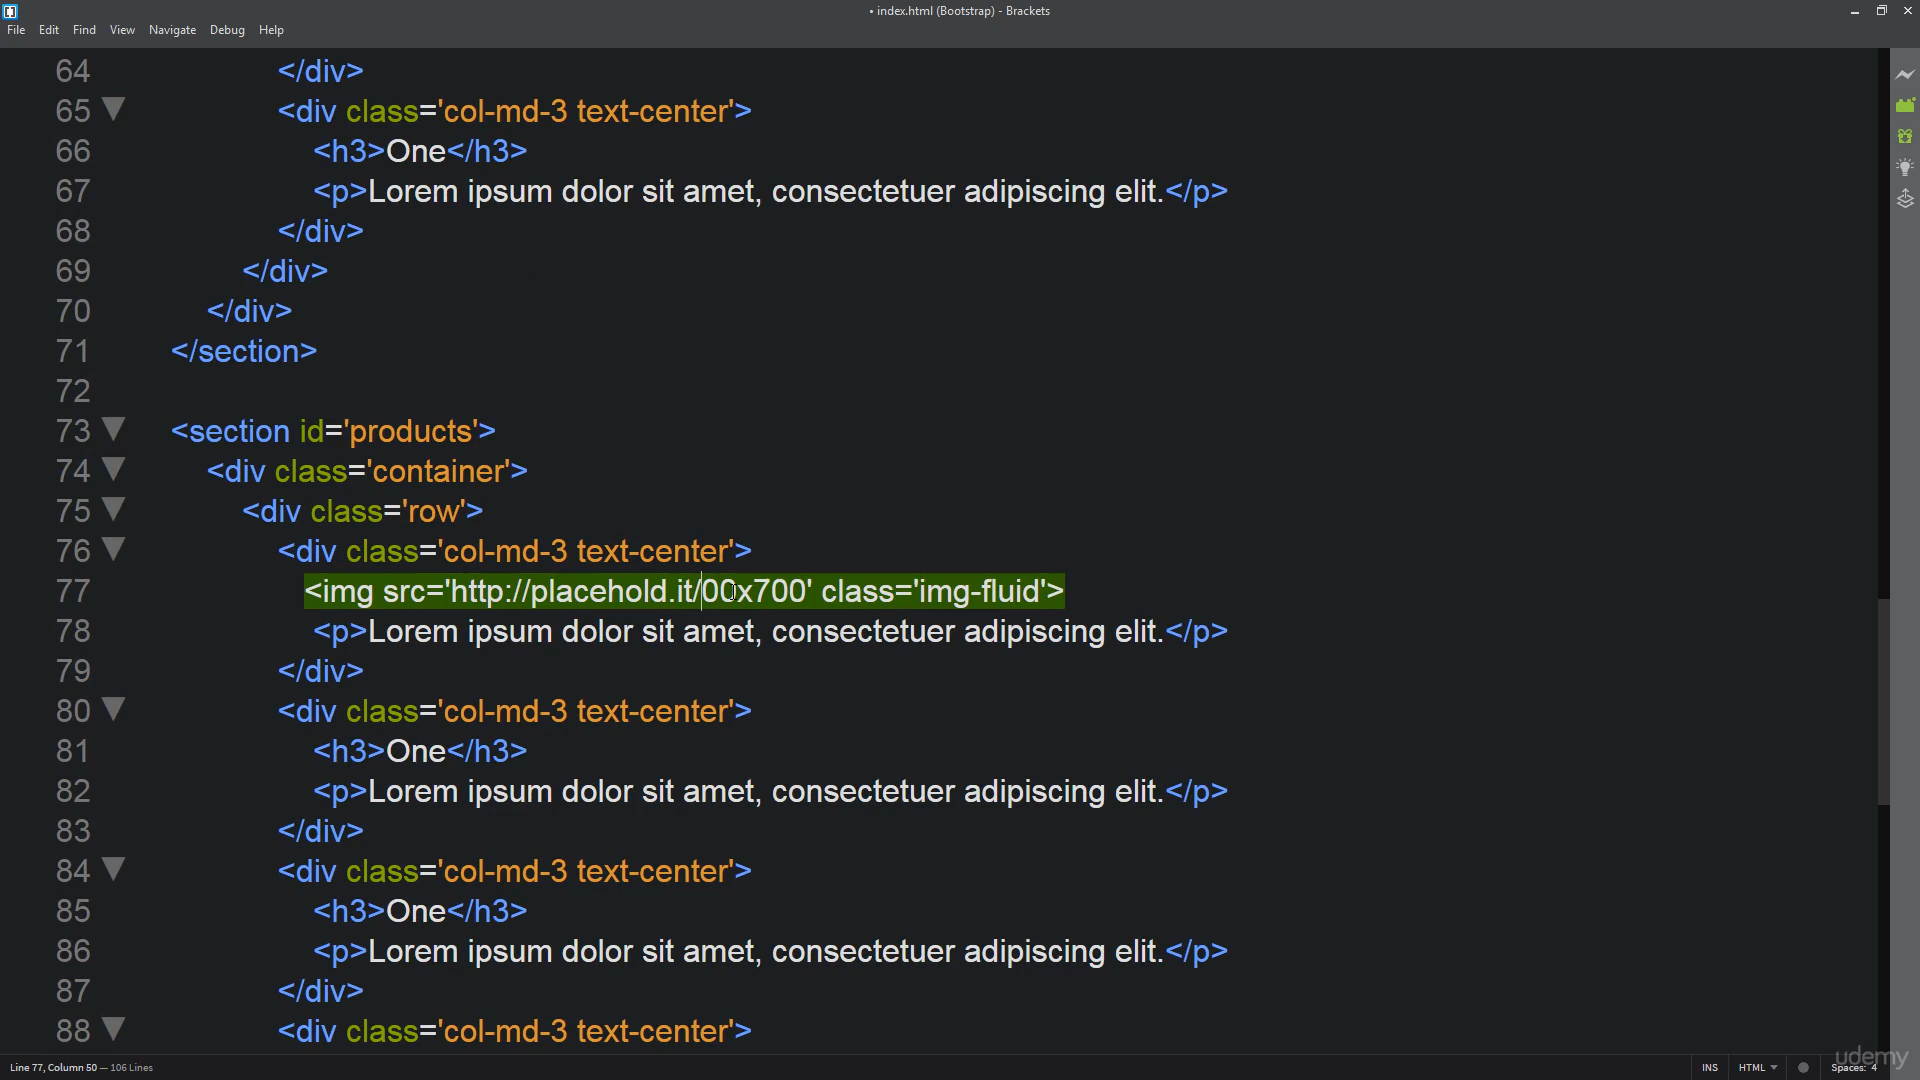 • index.html (Bootstrap) - Brackets
File Edit Find View Navigate Debug Help
64 </div>
65 <div class='col-md-3 text-center'>
66 <h3>One</h3>
67 <p>Lorem ipsum dolor sit amet, consectetuer adipiscing elit.</p>
68 </div>
69 </div>
70 </div>
71 </section>
72
73 <section id='products'>
74 <div class='container'>
75 <div class='row'>
76 <div class='col-md-3 text-center'>
77 <img src='http://placehold.it/00x700' class='img-fluid'>
78 <p>Lorem ipsum dolor sit amet, consectetuer adipiscing elit.</p>
79 </div>
80 <div class='col-md-3 text-center'>
81 <h3>One</h3>
82 <p>Lorem ipsum dolor sit amet, consectetuer adipiscing elit.</p>
83 </div>
84 <div class='col-md-3 text-center'>
85 <h3>One</h3>
86 <p>Lorem ipsum dolor sit amet, consectetuer adipiscing elit.</p>
87 </div>
88 <div class='col-md-3 text-center'>
udemy
Line 77, Column 50 — 106 Lines INS HTML Spaces: 4